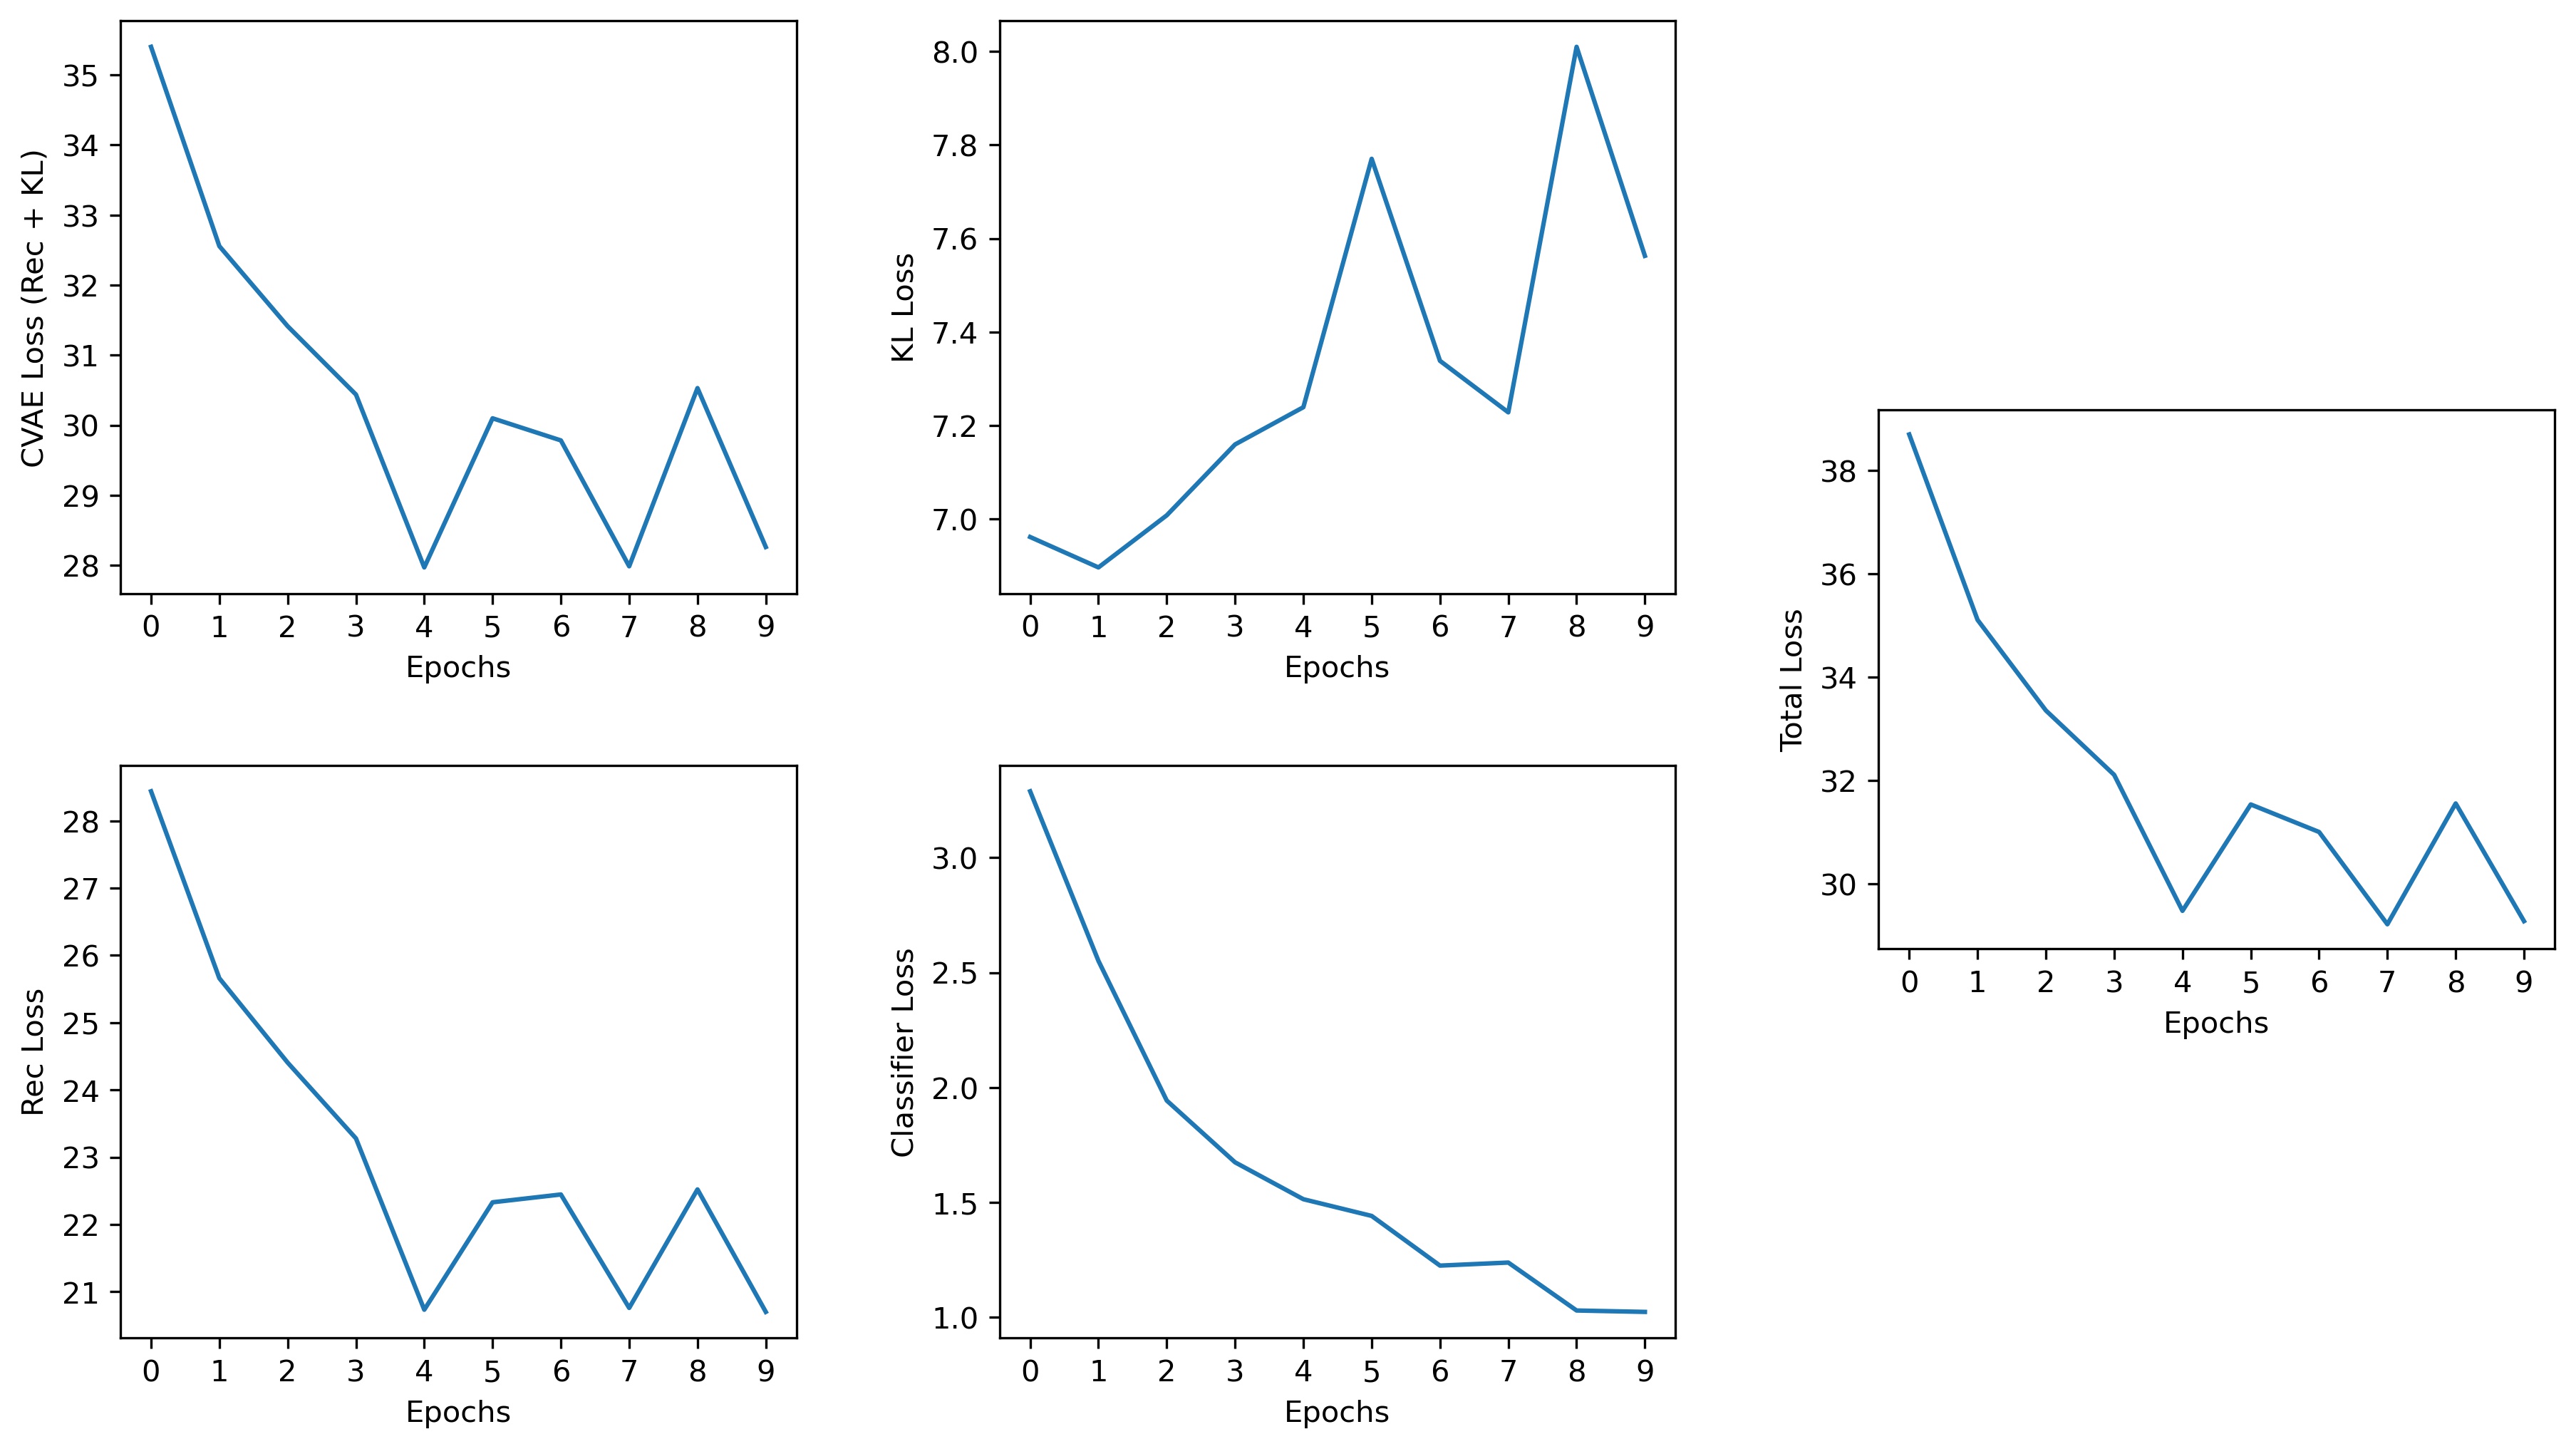 CVAE Loss (Rec + KL)
35
34
33
32
31
30
29
28
0 1 2 3 4 5 6 7 8 9
Epochs
KL Loss
8.0
7.8
7.6
7.4
7.2
7.0
0 1 2 3 4 5 6 7 8 9
Epochs
Rec Loss
28
27
26
25
24
23
22
21
0 1 2 3 4 5 6 7 8 9
Epochs
Classifier Loss
3.0
2.5
2.0
1.5
1.0
0 1 2 3 4 5 6 7 8 9
Epochs
Total Loss
38
36
34
32
30
0 1 2 3 4 5 6 7 8 9
Epochs